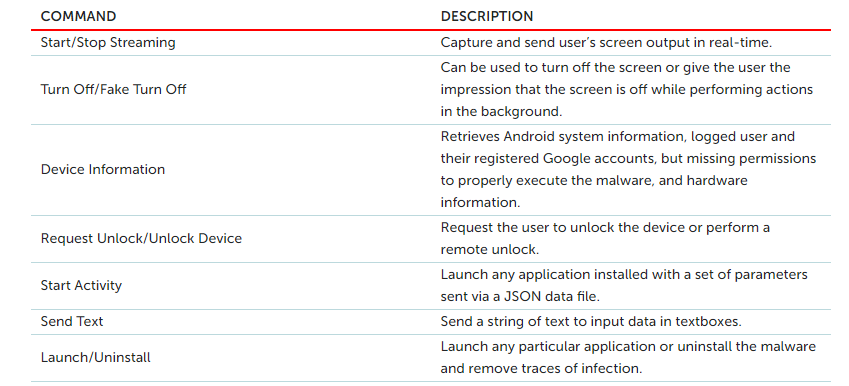 COMMAND DESCRIPTION
Start/Stop Streaming Capture and send user's screen output in real-time.
Can be used to turn off the screen or give the user the
Turn Off/Fake Turn Off impression that the screen is off while performing actions
in the background.
Retrieves Android system information, logged user and
their registered Google accounts, but missing permissions
Device Information
to properly execute the malware, and hardware
information.
Request the user to unlock the device or perform a
Request Unlock/Unlock Device
remote unlock.
Launch any application installed with a set of parameters
Start Activity
sent via a JSON data file.
Send Text Send a string of text to input data in textboxes.
Launch any particular application or uninstall the malware
Launch/Uninstall
and remove traces of infection.